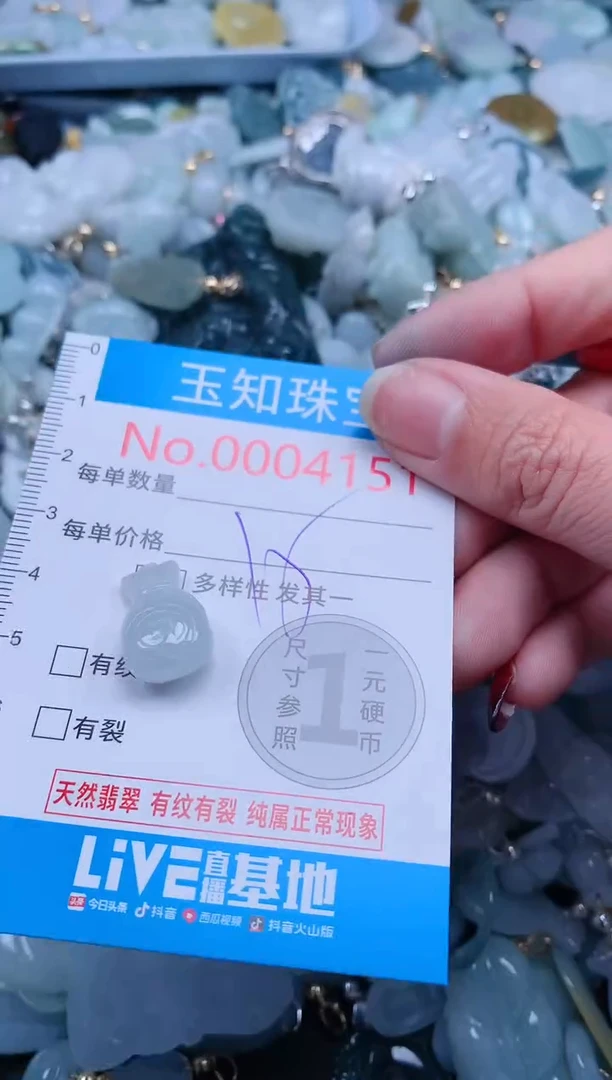 0
1
2
3
4
5
玉知珠宝
No.0004151
每单数量
每单价格
多样性 发其一
尺寸参照
1
一元硬币
有纹
有裂
天然翡翠 有纹有裂 纯属正常现象
LiVE直播基地
头条 今日头条 抖音 西瓜视频 抖音火山版